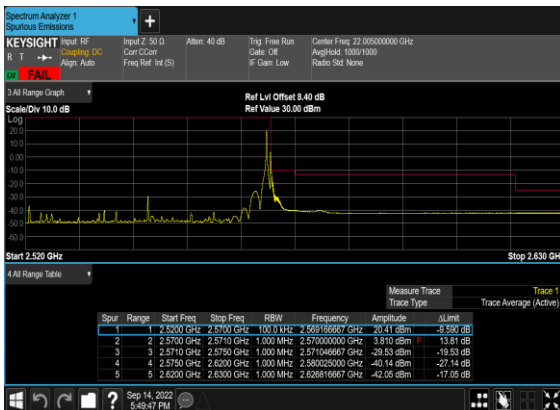 Spectrum Analyzer 1
Spurious Emissions
KEYSIGHT Input: RF Input Z: 50 Ω Atten: 40 dB Trig: Free Run Center Freq: 22.005000000 GHz
R T Coupling: DC Corr CCorr Gate: Off Avg|Hold: 1000/1000
Align: Auto Freq Ref: Int (S) IF Gain: Low Radio Std: None
LV FAIL
3 All Range Graph
Ref Lvl Offset 8.40 dB
Scale/Div 10.0 dB Ref Value 30.00 dBm
Log
20.0
10.0
0.00
-10.0
-20.0
-30.0
-40.0
-50.0
-60.0
Start 2.520 GHz Stop 2.630 GH
4 All Range Table
Measure Trace Trace 1
Trace Type Trace Average (Active)
Spur Range Start Freq Stop Freq RBW Frequency Amplitude ΔLimit
1 1 2.5200 GHz 2.5700 GHz 100.0 kHz 2.569166667 GHz 20.41 dBm -9.590 dB
2 2 2.5700 GHz 2.5710 GHz 1.000 MHz 2.570000000 GHz 3.810 dBm F 13.81 dB
3 3 2.5710 GHz 2.5750 GHz 1.000 MHz 2.571046667 GHz -29.53 dBm -19.53 dB
4 4 2.5750 GHz 2.6200 GHz 1.000 MHz 2.580025000 GHz -40.14 dBm -27.14 dB
5 5 2.6200 GHz 2.6300 GHz 1.000 MHz 2.626816667 GHz -42.05 dBm -17.05 dB
Sep 14, 2022
5:49:47 PM